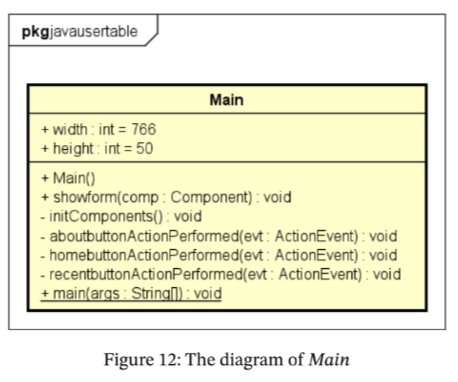 pkgjavausertable
Main
+ width : int = 766
+ height : int = 50
+ Main()
+ showform(comp : Component) : void
- initComponents() : void
- aboutbuttonActionPerformed(evt : ActionEvent) : void
- homebuttonActionPerformed(evt : ActionEvent) : void
- recentbuttonActionPerformed(evt : ActionEvent) : void
+ main(args : String[]) : void
Figure 12: The diagram of Main